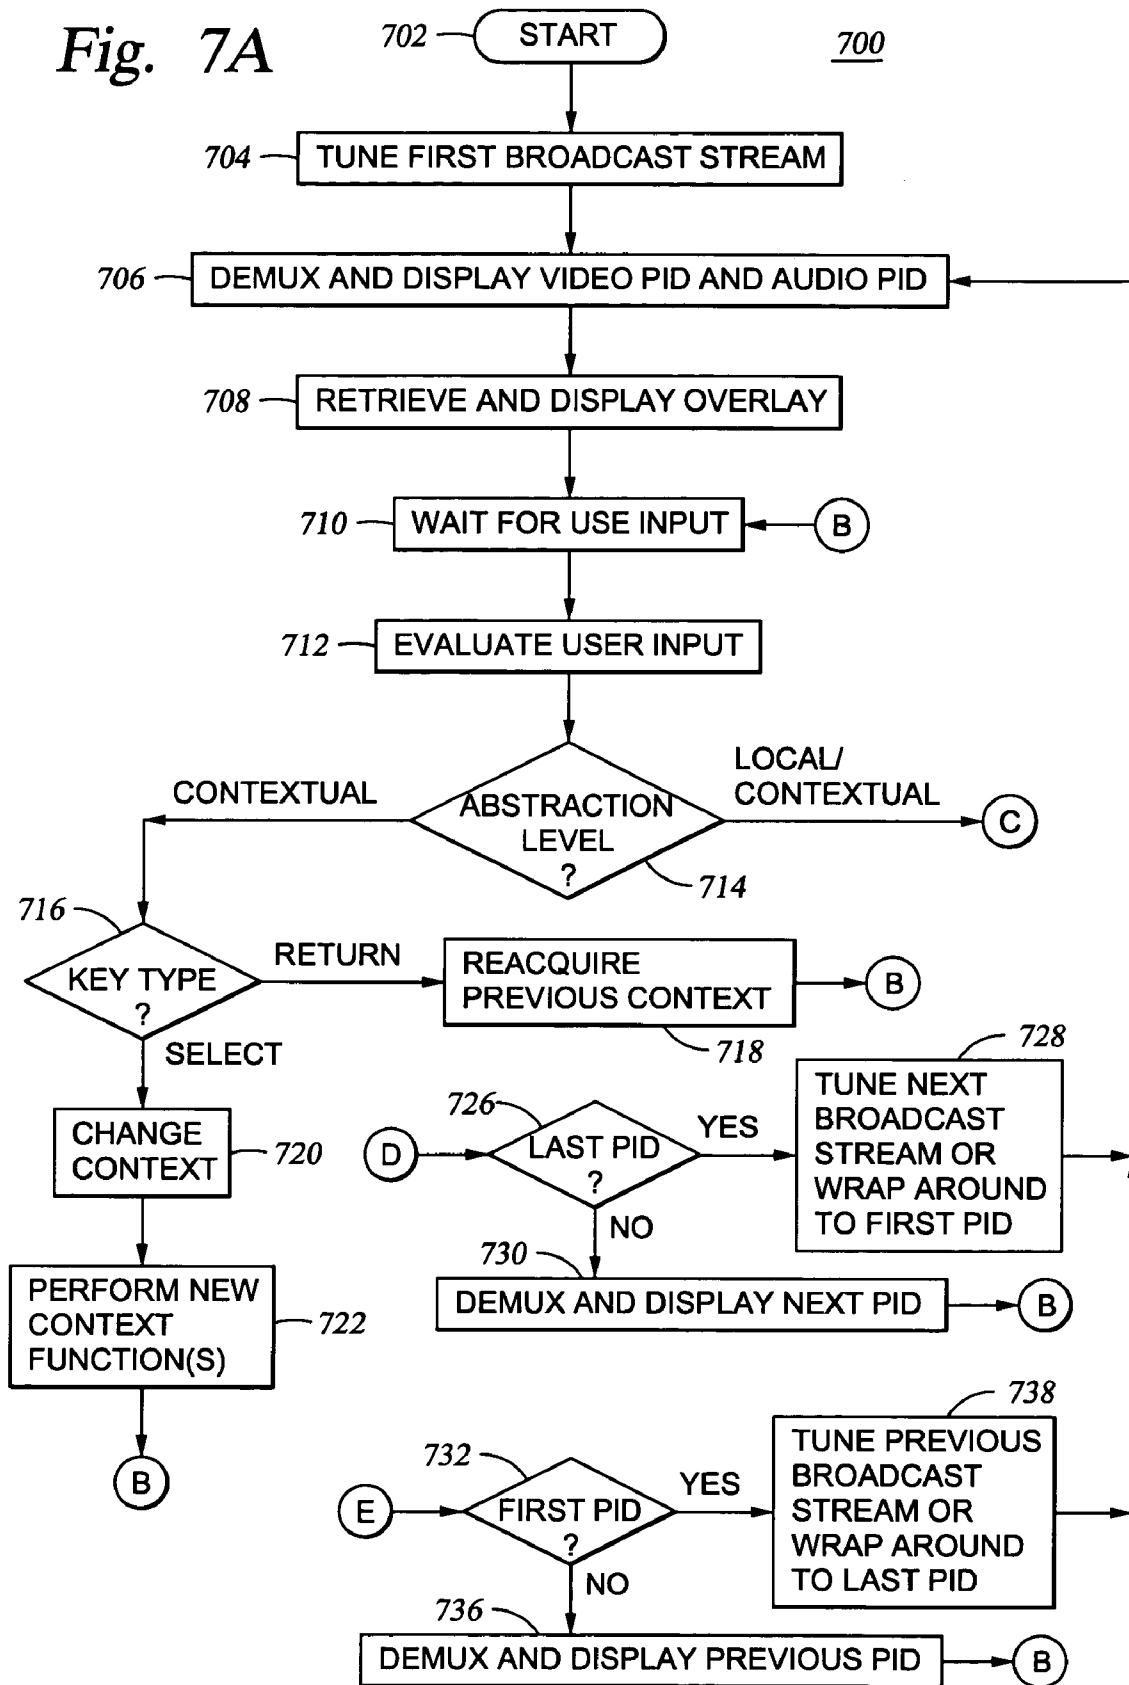 Fig. 7A
702
START
700
704
TUNE FIRST BROADCAST STREAM
706
DEMUX AND DISPLAY VIDEO PID AND AUDIO PID
708
RETRIEVE AND DISPLAY OVERLAY
710
WAIT FOR USE INPUT
B
712
EVALUATE USER INPUT
CONTEXTUAL
ABSTRACTION
LEVEL
?
714
LOCAL/
CONTEXTUAL
C
716
KEY TYPE
?
RETURN
REACQUIRE
PREVIOUS CONTEXT
718
B
SELECT
CHANGE
CONTEXT
720
PERFORM NEW
CONTEXT
FUNCTION(S)
722
B
D
726
LAST PID
?
YES
728
TUNE NEXT
BROADCAST
STREAM OR
WRAP AROUND
TO FIRST PID
NO
730
DEMUX AND DISPLAY NEXT PID
B
E
732
FIRST PID
?
YES
738
TUNE PREVIOUS
BROADCAST
STREAM OR
WRAP AROUND
TO LAST PID
NO
736
DEMUX AND DISPLAY PREVIOUS PID
B